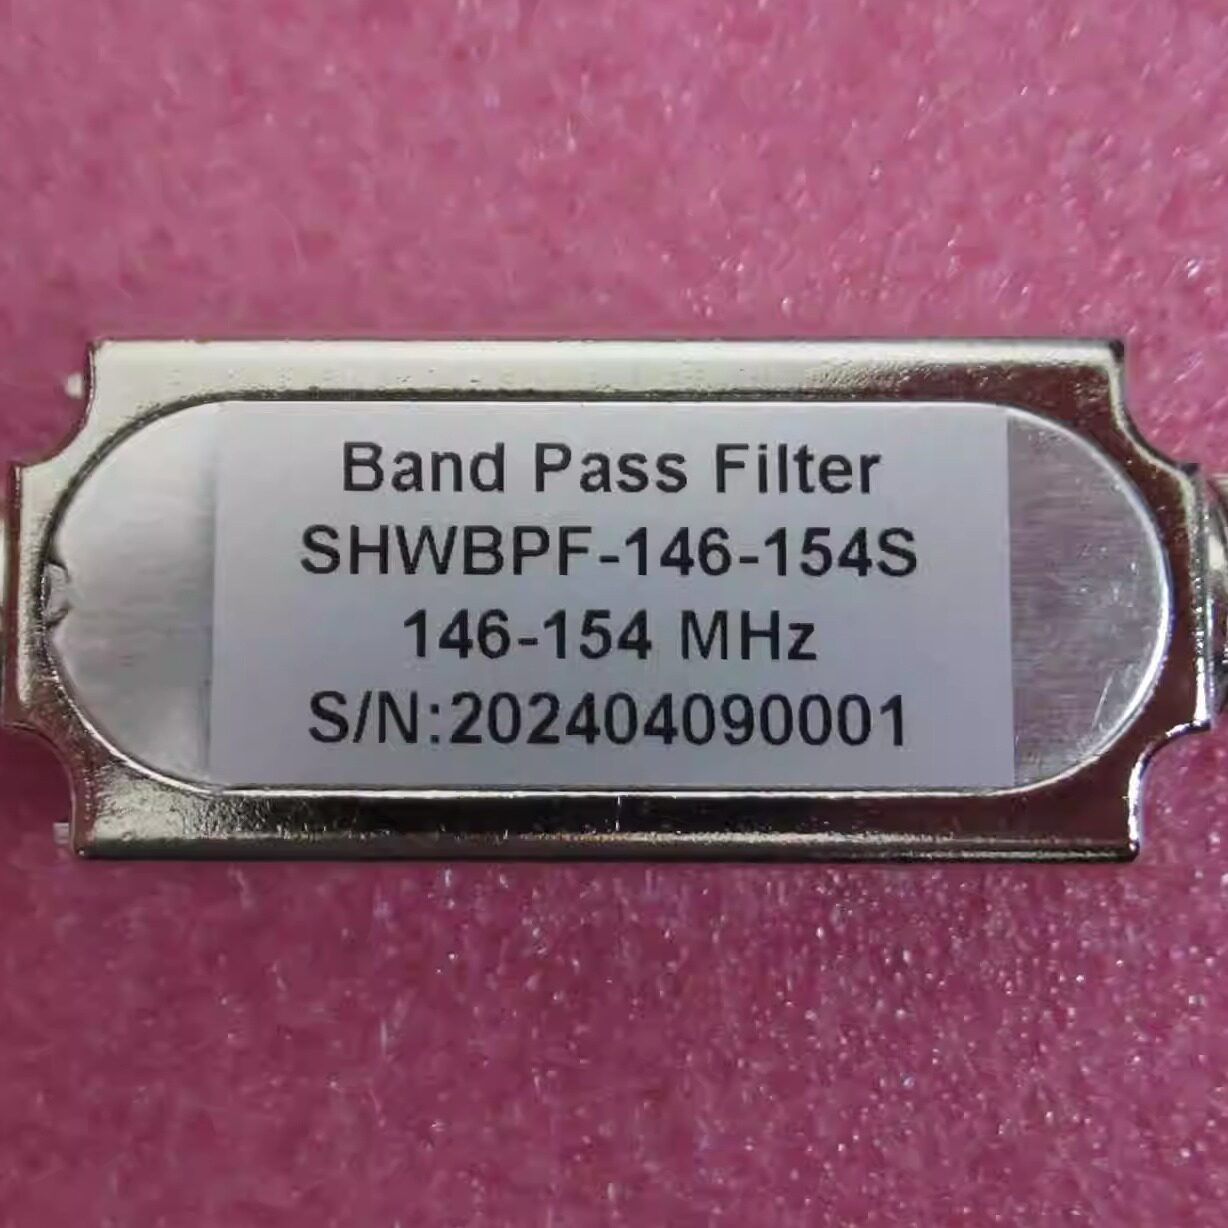 Band Pass Filter
SHWBPF-146-154S
146-154 MHz
S/N:202404090001